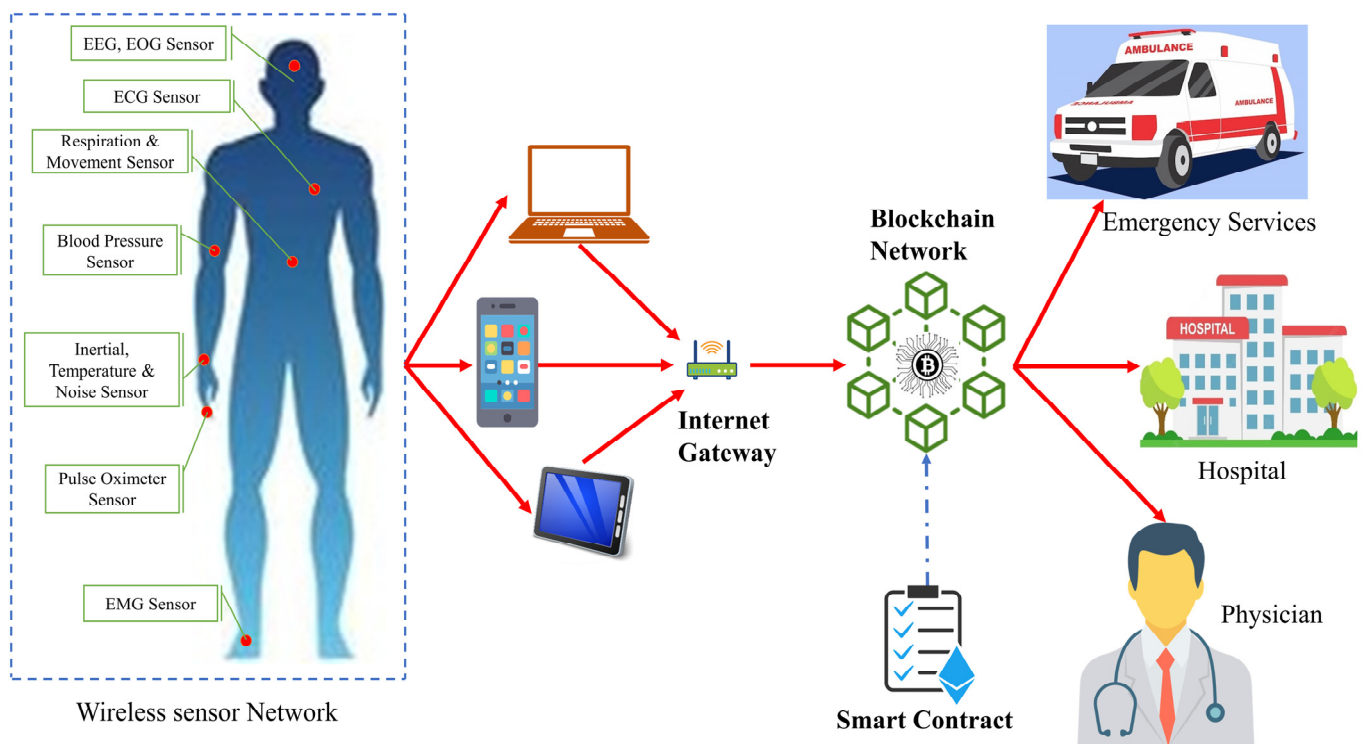 EEG, EOG Sensor
ECG Sensor
Respiration &
Movement Sensor
Blood Pressure
Sensor
Inertial,
Temperature &
Noise Sensor
Pulse Oximeter
Sensor
EMG Sensor
Wireless sensor Network
Internet
Gateway
Blockchain
Network
B
Smart Contract
AMBULANCE
AMBULANCE
AMBULANCE
Emergency Services
HOSPITAL
Hospital
Physician